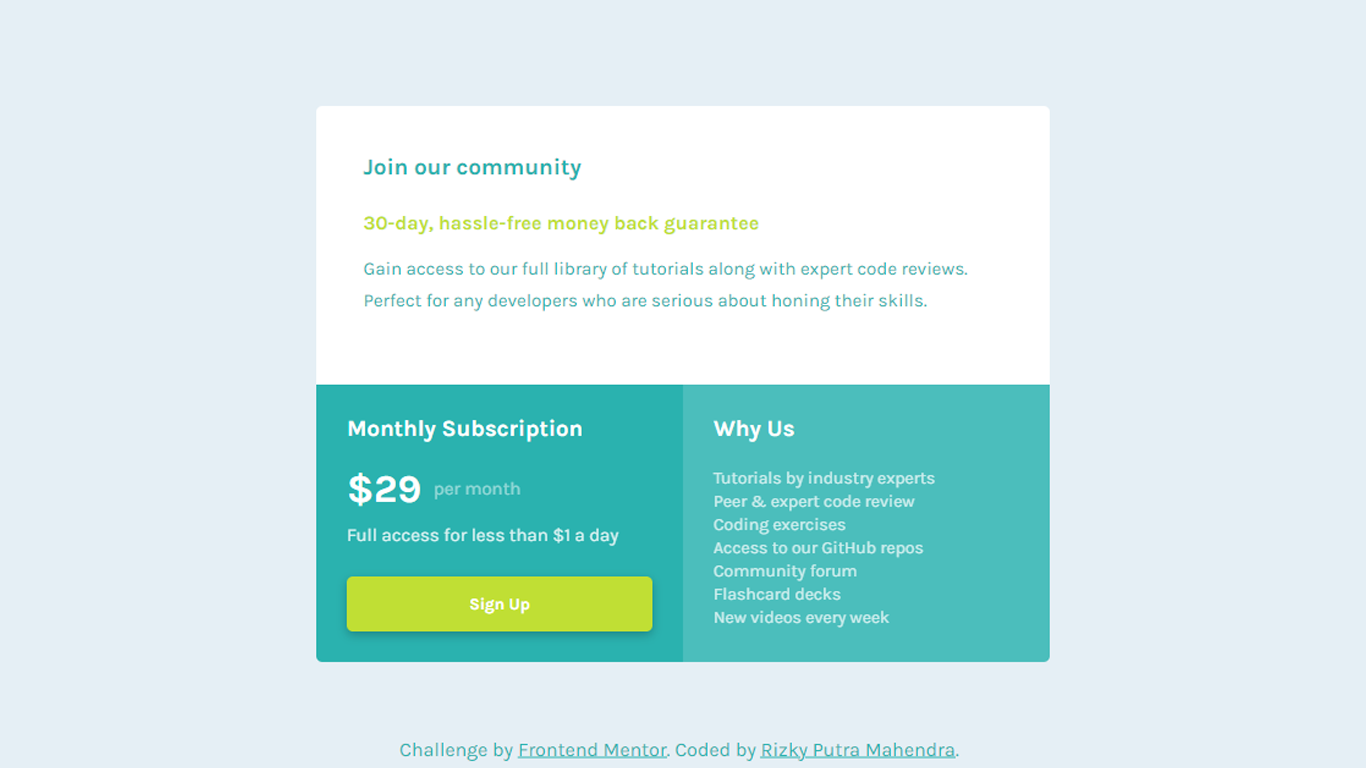 Join our community
30-day, hassle-free money back guarantee
Gain access to our full library of tutorials along with expert code reviews.
Perfect for any developers who are serious about honing their skills.
Monthly Subscription
$29 per month
Full access for less than $1 a day
Sign Up
Why Us
Tutorials by industry experts
Peer & expert code review
Coding exercises
Access to our GitHub repos
Community forum
Flashcard decks
New videos every week
Challenge by Frontend Mentor. Coded by Rizky Putra Mahendra.